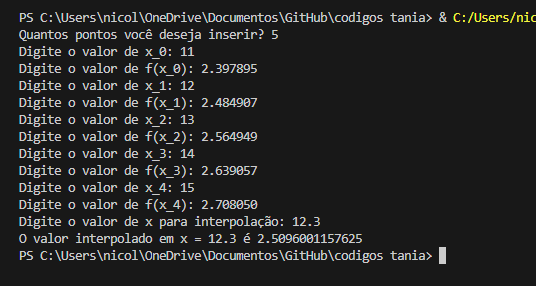 PS C:\Users\nicol\OneDrive\Documentos\GitHub\codigos tania> & C:/Users/nic
Quantos pontos você deseja inserir? 5
Digite o valor de x_0: 11
Digite o valor de f(x_0): 2.397895
Digite o valor de x_1: 12
Digite o valor de f(x_1): 2.484907
Digite o valor de x_2: 13
Digite o valor de f(x_2): 2.564949
Digite o valor de x_3: 14
Digite o valor de f(x_3): 2.639057
Digite o valor de x_4: 15
Digite o valor de f(x_4): 2.708050
Digite o valor de x para interpolação: 12.3
O valor interpolado em x = 12.3 é 2.5096001157625
PS C:\Users\nicol\OneDrive\Documentos\GitHub\codigos tania>